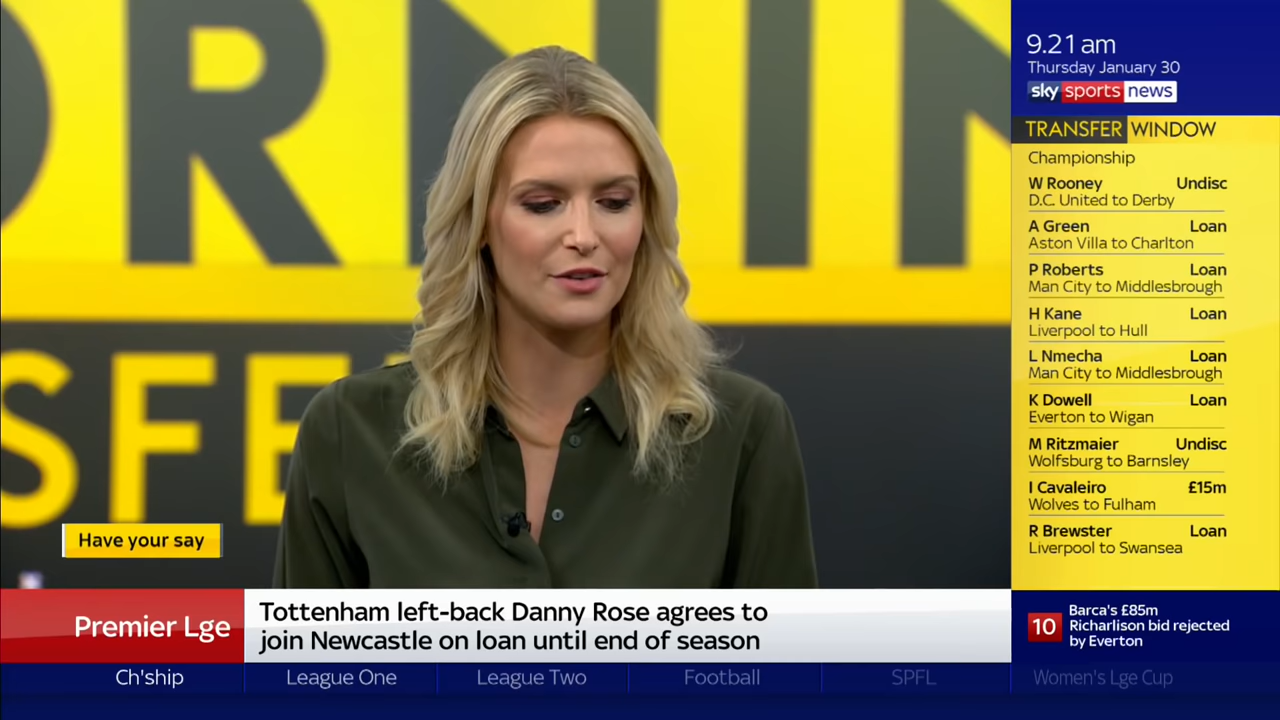 ORNIN
SFE
Have your say
Premier Lge
Tottenham left-back Danny Rose agrees to
join Newcastle on loan until end of season
Ch'ship
League One
League Two
Football
SPFL
Women's Lge Cup
9.21am
Thursday January 30
sky sports news
TRANSFER WINDOW
Championship
W Rooney Undisc
D.C. United to Derby
A Green Loan
Aston Villa to Charlton
P Roberts Loan
Man City to Middlesbrough
H Kane Loan
Liverpool to Hull
L Nmecha Loan
Man City to Middlesbrough
K Dowell Loan
Everton to Wigan
M Ritzmaier Undisc
Wolfsburg to Barnsley
I Cavaleiro £15m
Wolves to Fulham
R Brewster Loan
Liverpool to Swansea
10
Barca's £85m
Richarlison bid rejected
by Everton